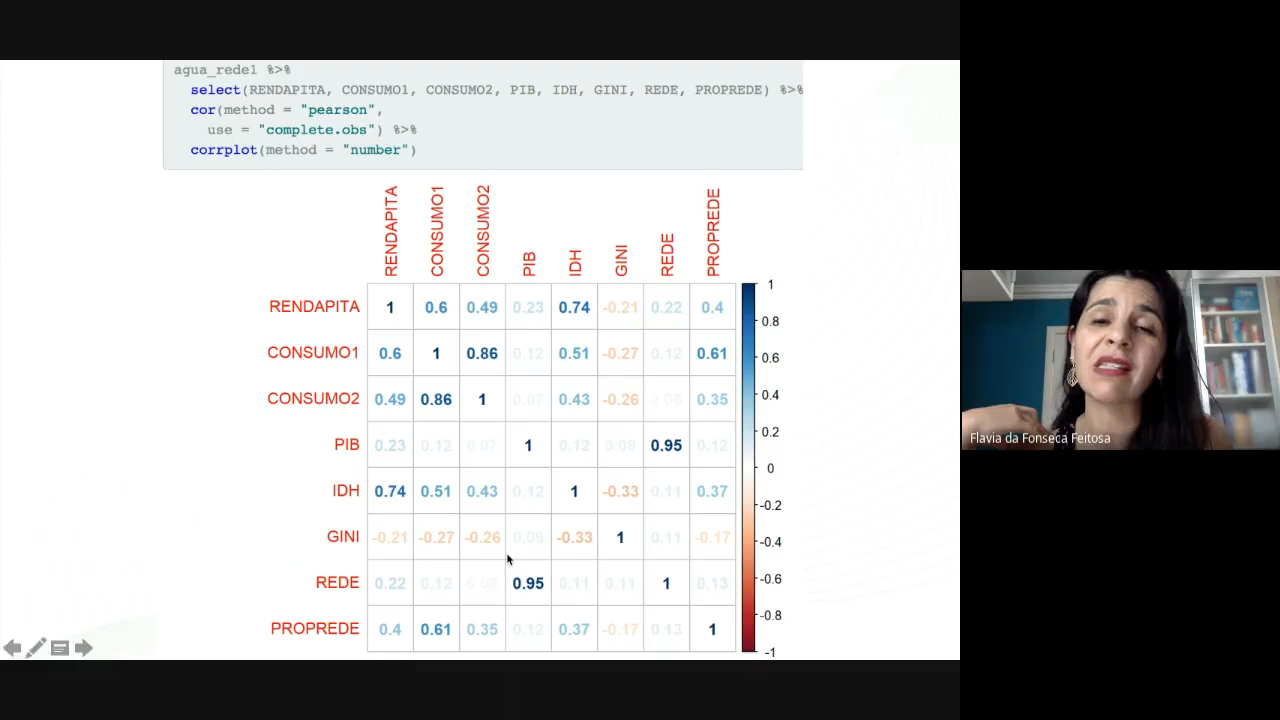 agua_rede1 %>%
select(RENDAPITA, CONSUMO1, CONSUMO2, PIB, IDH, GINI, REDE, PROPREDE) %>%
cor(method = "pearson",
use = "complete.obs") %>%
corrplot(method = "number")
RENDAPITA CONSUMO1 CONSUMO2 PIB IDH GINI REDE PROPREDE
RENDAPITA 1 0.6 0.49 0.23 0.74 -0.21 0.22 0.4
CONSUMO1 0.6 1 0.86 0.12 0.51 -0.27 0.12 0.61
CONSUMO2 0.49 0.86 1 0.07 0.43 -0.26 0.35
PIB 0.23 0.12 0.07 1 0.12 0.09 0.95 0.12
IDH 0.74 0.51 0.43 0.12 1 -0.33 0.11 0.37
GINI -0.21 -0.27 -0.26 0.09 -0.33 1 0.11 -0.17
REDE 0.22 0.12 0.95 0.11 0.11 1 0.13
PROPREDE 0.4 0.61 0.35 0.12 0.37 -0.17 0.13 1
1
0.8
0.6
0.4
0.2
0
-0.2
-0.4
-0.6
-0.8
-1
Flavia da Fonseca Feitosa